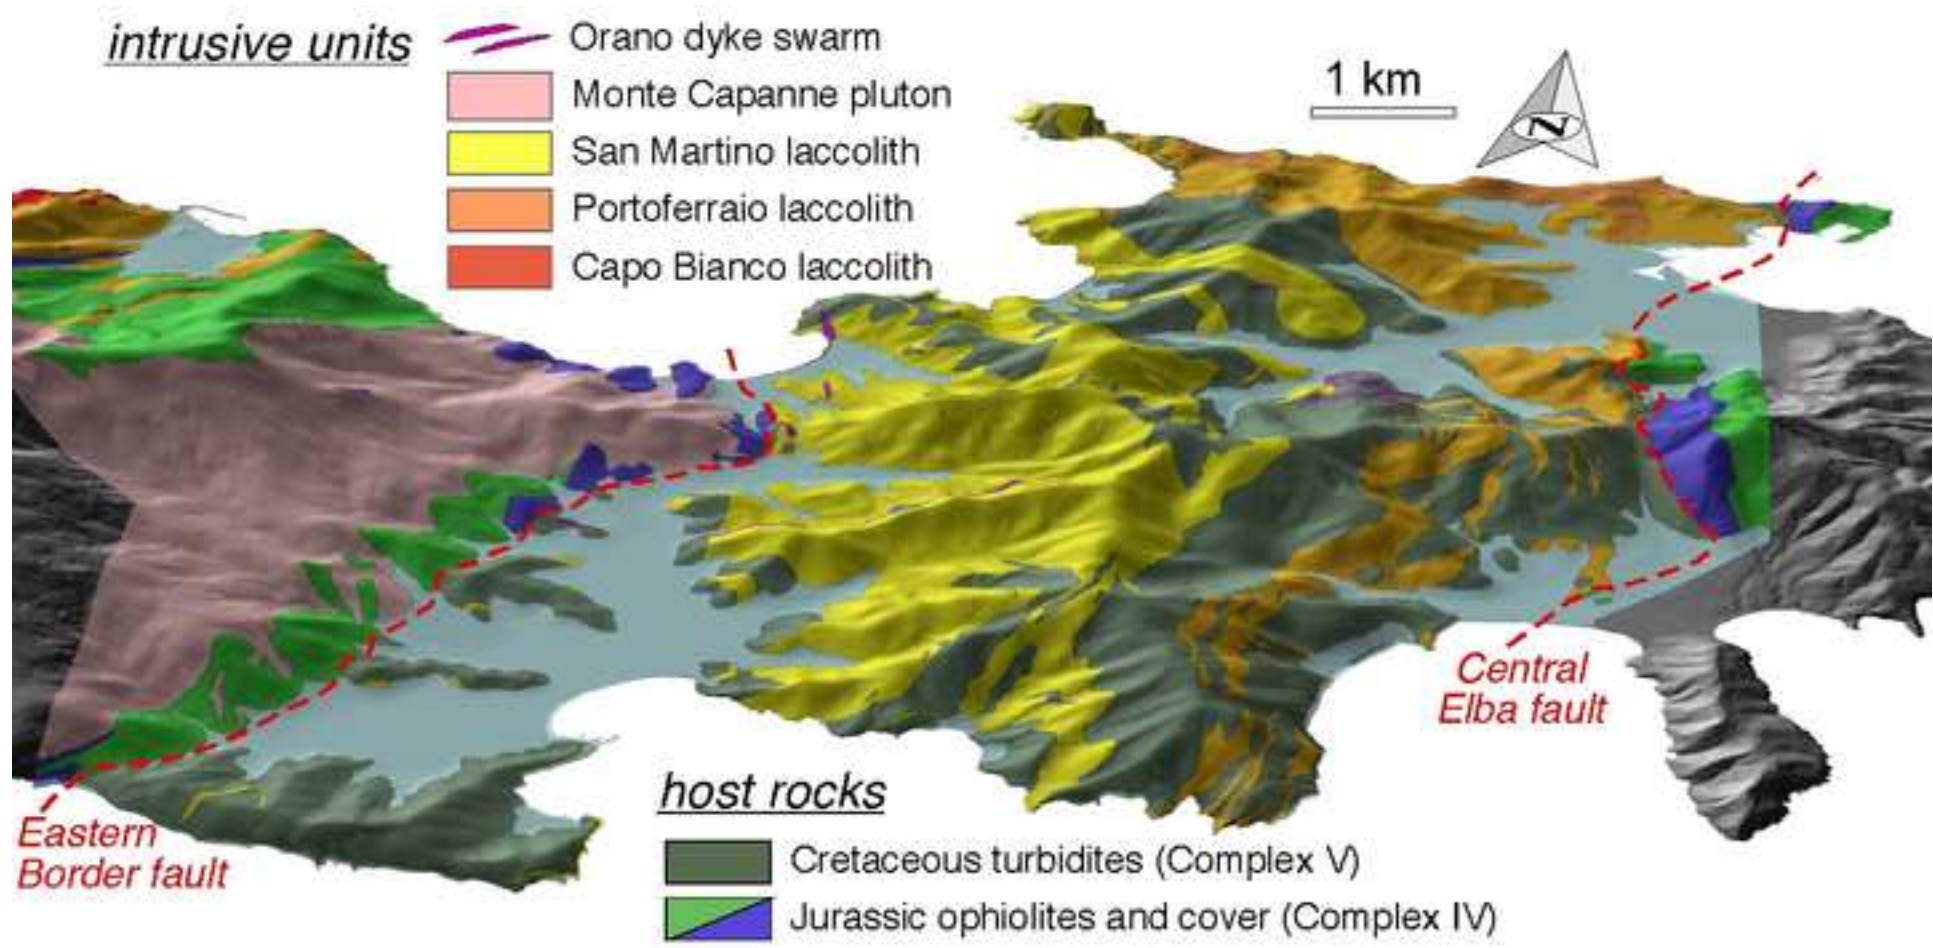 intrusive units
Orano dyke swarm
Monte Capanne pluton
San Martino laccolith
Portoferraio laccolith
Capo Bianco laccolith
1 km
N
Central
Elba fault
Eastern
Border fault
host rocks
Cretaceous turbidites (Complex V)
Jurassic ophiolites and cover (Complex IV)